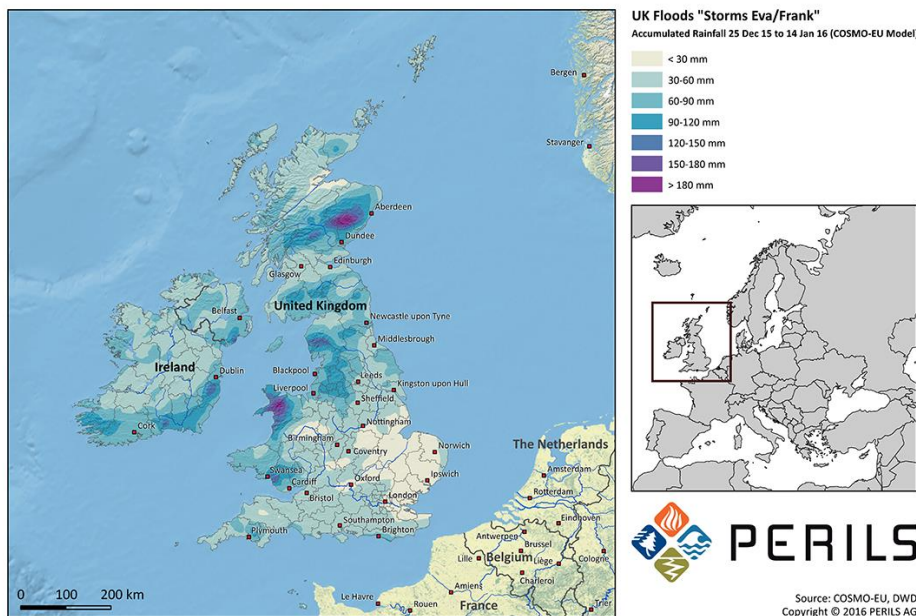 UK Floods "Storms Eva/Frank"
Accumulated Rainfall 25 Dec 15 to 14 Jan 16 (COSMO-EU Model)
< 30 mm
30-60 mm
60-90 mm
90-120 mm
120-150 mm
150-180 mm
> 180 mm
Bergen
Stavanger
Aberdeen
Dundee
Edinburgh
Glasgow
United Kingdom
Newcastle upon Tyne
Belfast
Middlesbrough
Ireland
Dublin
Blackpool
Leeds
Liverpool
Kingston upon Hull
Sheffield
Cork
Nottingham
Birmingham
Coventry
Norwich
The Netherlands
Swansea
Cardiff
Oxford
Ipswich
Amsterdam
Bristol
London
Rotterdam
Plymouth
Southampton
Brighton
Eindhoven
Antwerpen
Brussel
Lille
Belgium
Liège
Cologne
Charleroi
Amiens
Le Havre
Rouen
France
Trier
0
100
200 km
PERILS
Source: COSMO-EU, DWD
Copyright © 2016 PERILS AG